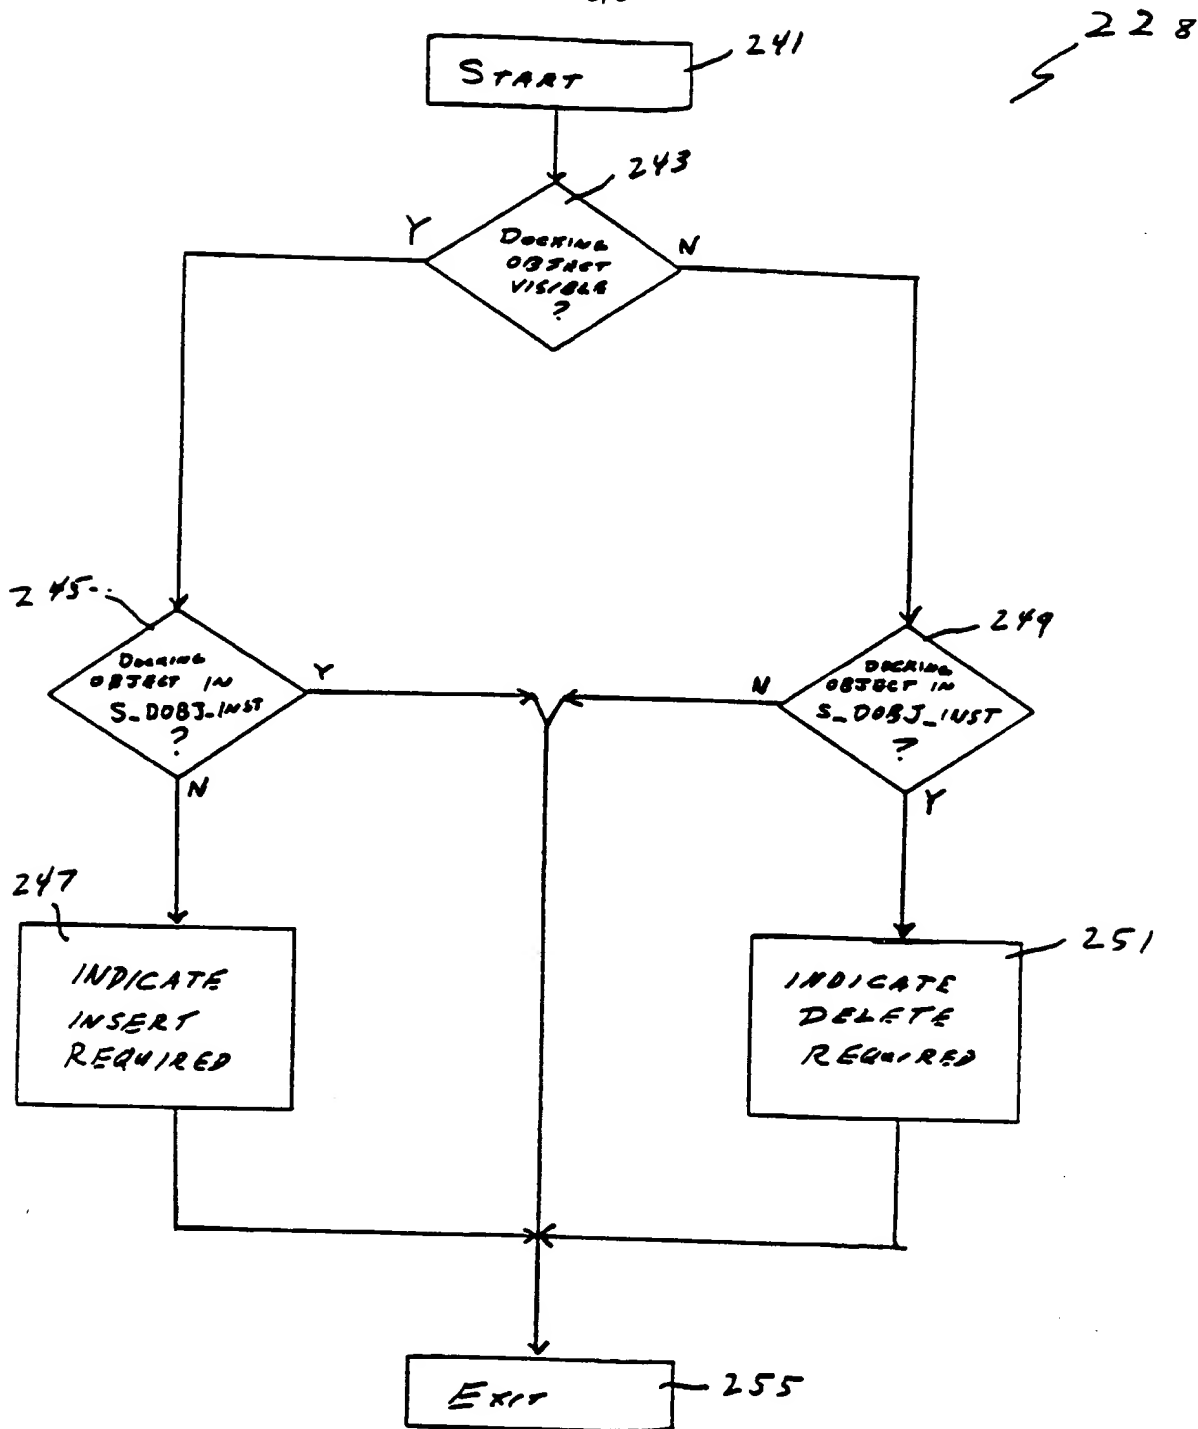 228
241
START
243
Y
N
DOCKING
OBJECT
VISIBLE
?
245
249
DOCKING
OBJECT IN
S_DOBJ_INST
?
Y
N
N
DOCKING
OBJECT IN
S_DOBJ_INST
?
Y
247
INDICATE
INSERT
REQUIRED
251
INDICATE
DELETE
REQUIRED
EXIT
255